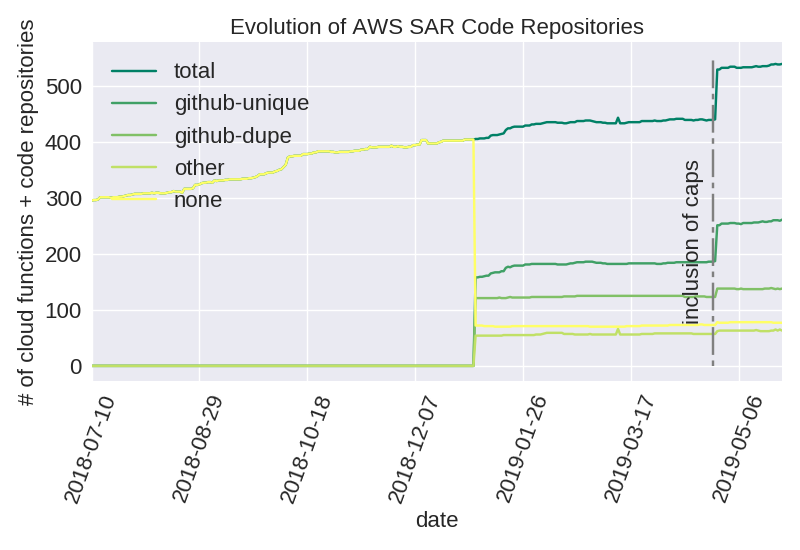 Evolution of AWS SAR Code Repositories
# of cloud functions + code repositories
500
400
300
200
100
0
total
github-unique
github-dupe
other
none
inclusion of caps
2018-07-10
2018-08-29
2018-10-18
2018-12-07
2019-01-26
2019-03-17
2019-05-06
date